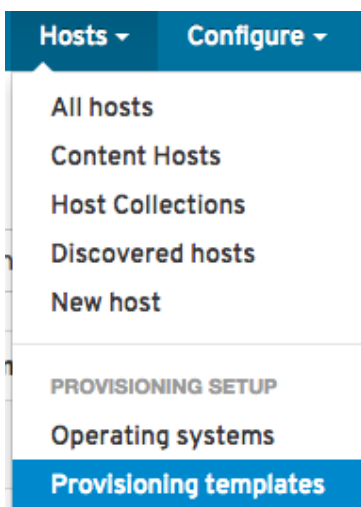 Hosts Configure
All hosts
Content Hosts
Host Collections
Discovered hosts
New host
PROVISIONING SETUP
Operating systems
Provisioning templates